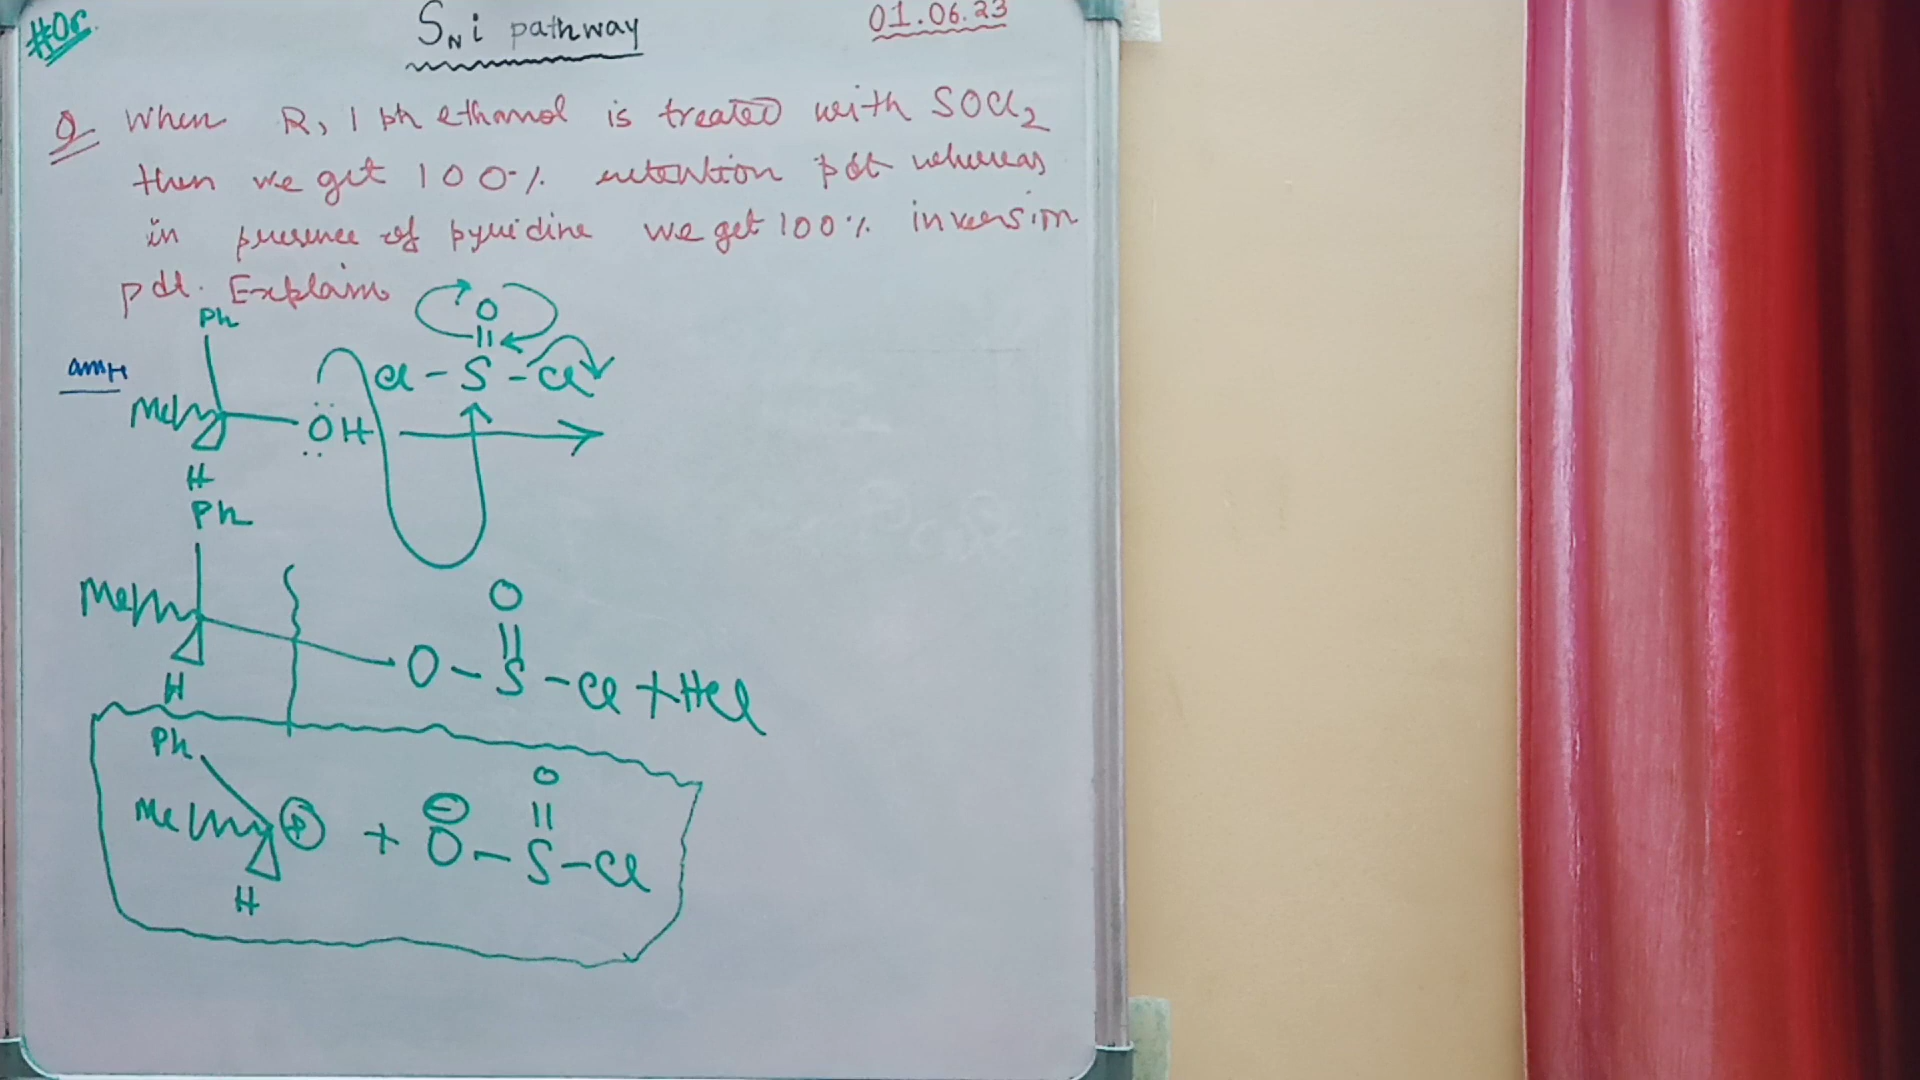 #Oc
SNi pathway
01.06.23
Q When R, 1 ph ethanol is treated with SOCl2
then we get 100% retention pdt whereas
in presence of pyridine we get 100% inversion
pdt. Explain
Ph
O
Cl - S - Cl
Me
OH
H
Ph
O
Me
O - S - Cl + HCl
H
Ph
O
Me ⊕ + ⊖O - S - Cl
H